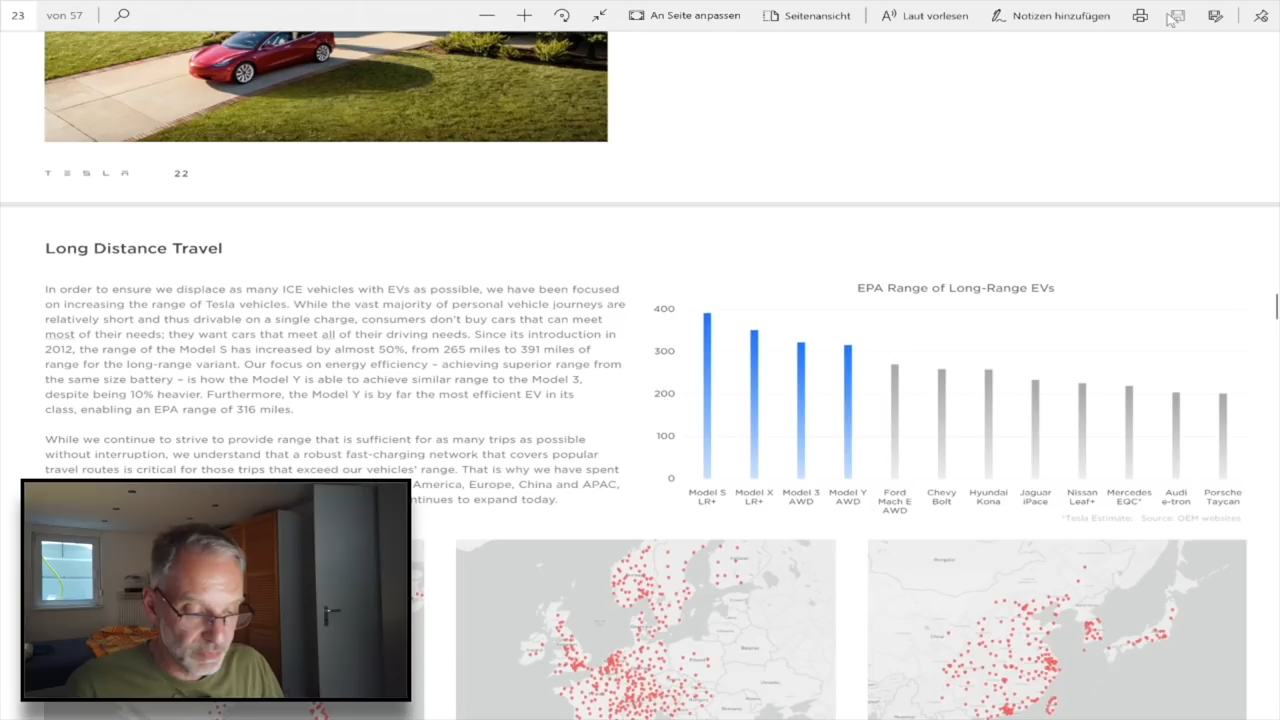 23 von 57 An Seite anpassen Seitenansicht Laut vorlesen Notizen hinzufügen
TESLA 22
Long Distance Travel
In order to ensure we displace as many ICE vehicles with EVs as possible, we have been focused
on increasing the range of Tesla vehicles. While the vast majority of personal vehicle journeys are
relatively short and thus drivable on a single charge, consumers don't buy cars that can meet
most of their needs; they want cars that meet all of their driving needs. Since its introduction in
2012, the range of the Model S has increased by almost 50%, from 265 miles to 391 miles of
range for the long-range variant. Our focus on energy efficiency – achieving superior range from
the same size battery – is how the Model Y is able to achieve similar range to the Model 3,
despite being 10% heavier. Furthermore, the Model Y is by far the most efficient EV in its
class, enabling an EPA range of 316 miles.
While we continue to strive to provide range that is sufficient for as many trips as possible
without interruption, we understand that a robust fast-charging network that covers popular
travel routes is critical for those trips that exceed our vehicles' range. That is why we have spent
America, Europe, China and APAC,
ntinues to expand today.
EPA Range of Long-Range EVs
400
300
200
100
0
Model S LR+
Model X LR+
Model 3 AWD
Model Y AWD
Ford Mach E AWD
Chevy Bolt
Hyundai Kona
Jaguar iPace
Nissan Leaf+
Mercedes EQC*
Audi e-tron
Porsche Taycan
*Tesla Estimate. Source: OEM websites